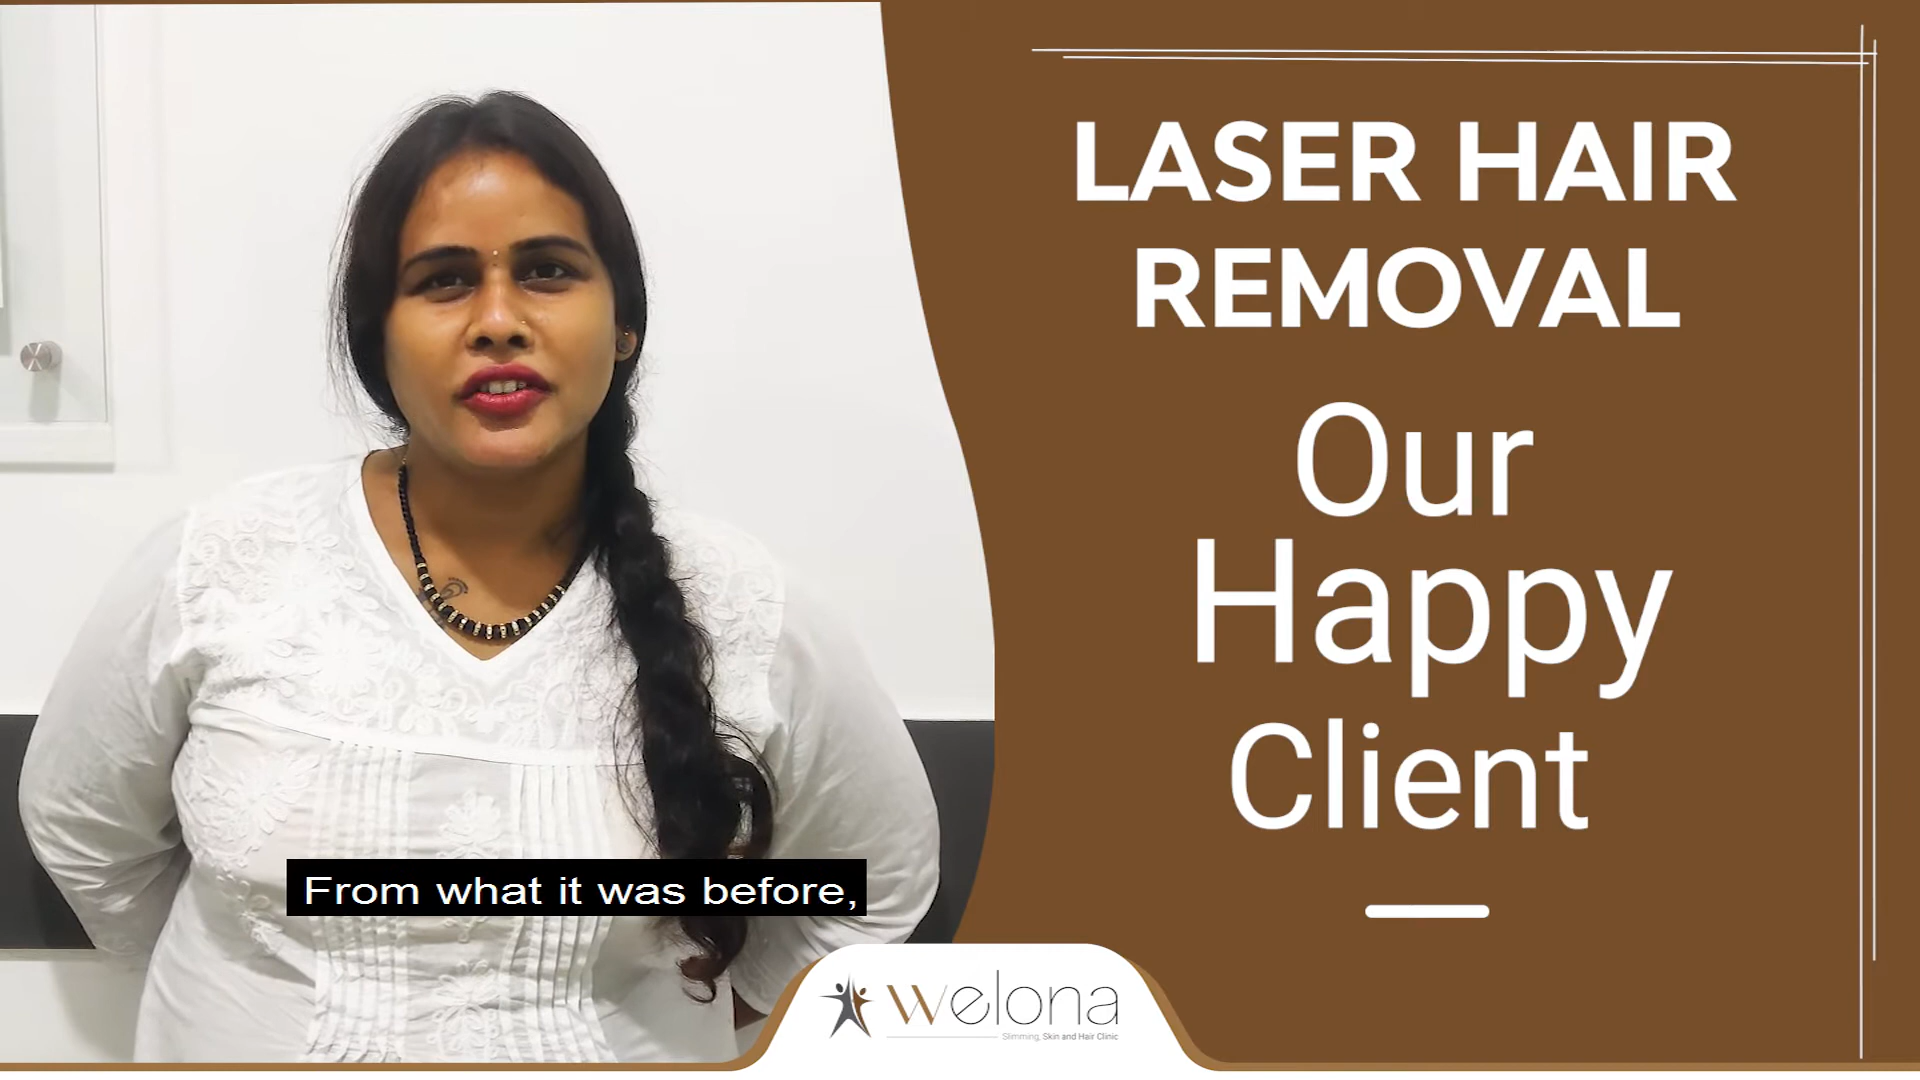 LASER HAIR
REMOVAL
Our
Happy
Client
From what it was before,
welona
Slimming, Skin and Hair Clinic